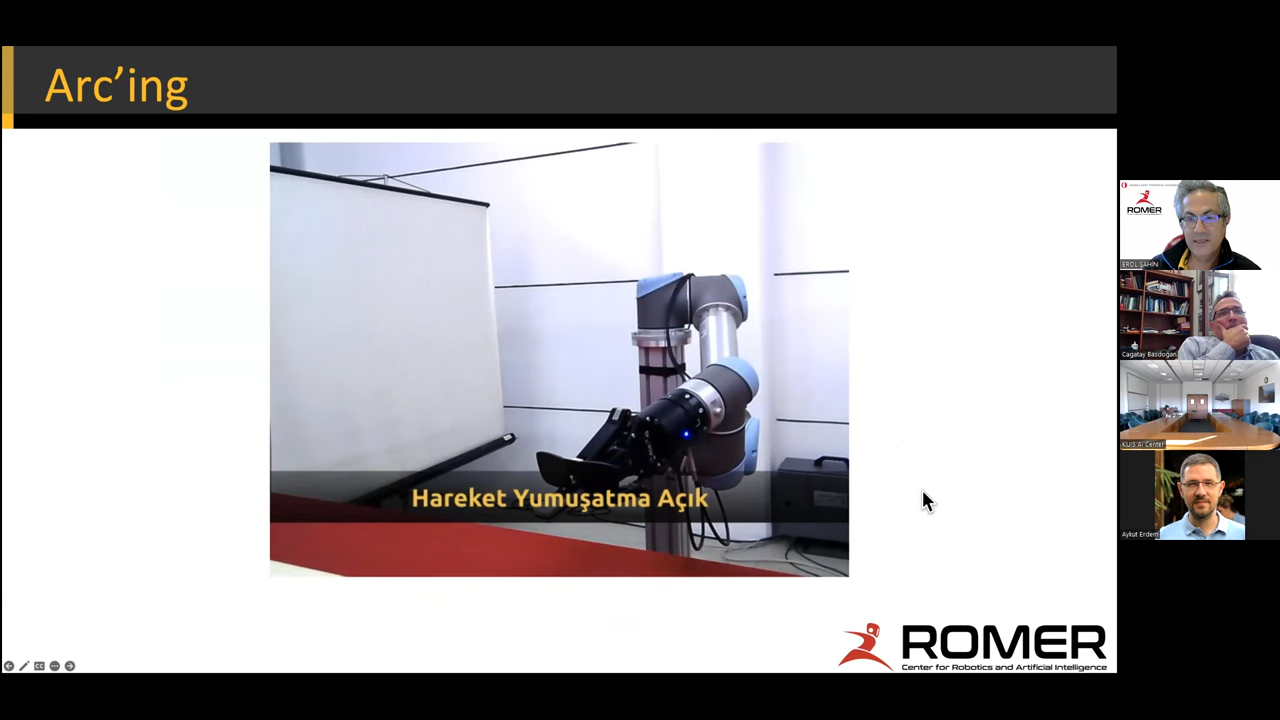 Arc’ing
Hareket Yumuşatma Açık
ROMER
Center for Robotics and Artificial Intelligence
ROMER
EROL ŞAHİN
Cagatay Basdogan
KUIS AI Center
Aykut Erdem